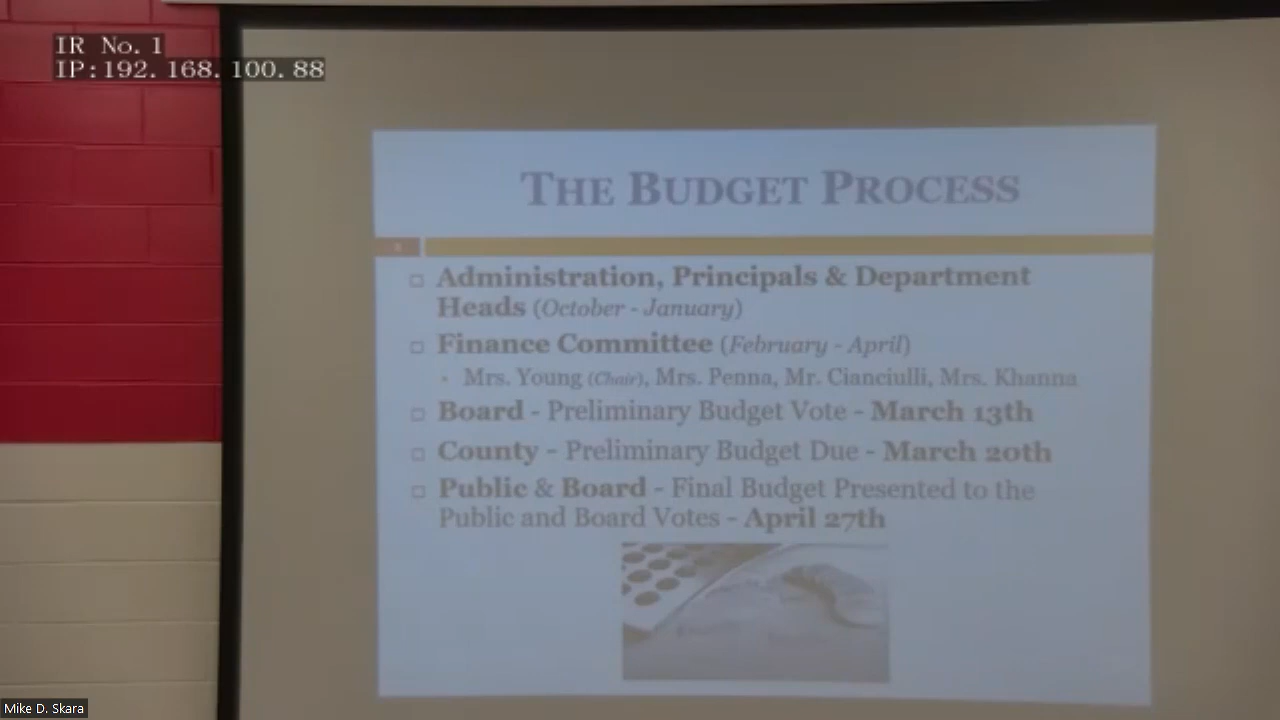 IR No.1
IP:192.168.100.88
THE BUDGET PROCESS
Administration, Principals & Department
Heads (October - January)
Finance Committee (February - April)
Mrs. Young (Chair), Mrs. Penna, Mr. Cianciulli, Mrs. Khanna
Board - Preliminary Budget Vote - March 13th
County - Preliminary Budget Due - March 20th
Public & Board - Final Budget Presented to the
Public and Board Votes - April 27th
Mike D. Skara